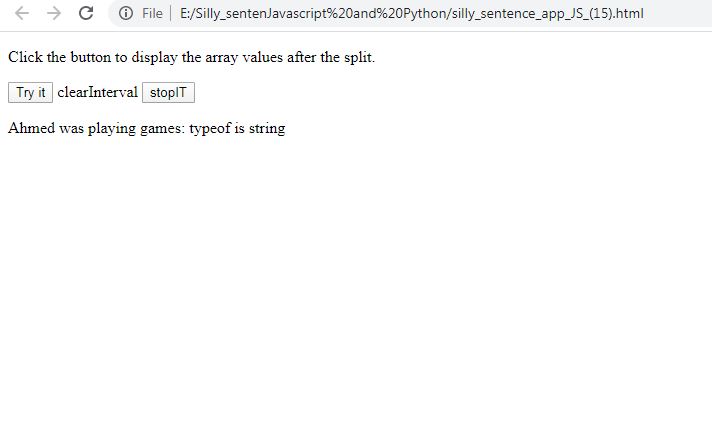 File E:/Silly_sentenJavascript%20and%20Python/silly_sentence_app_JS_(15).html
Click the button to display the array values after the split.
Try it clearInterval stopIT
Ahmed was playing games: typeof is string